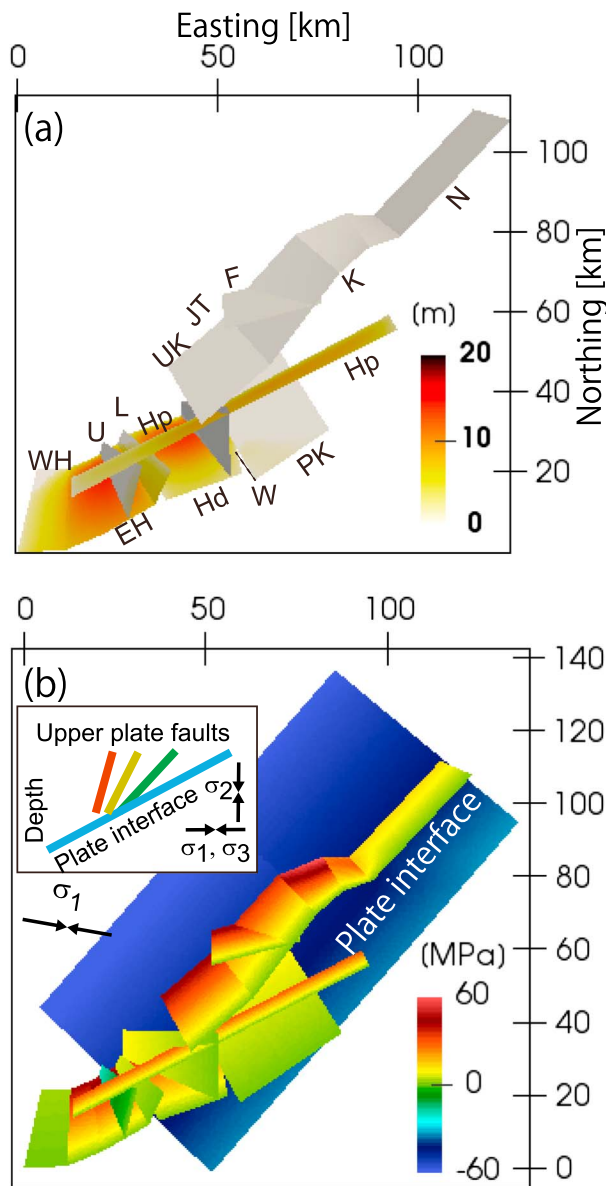 Easting [km]
0 50 100
(a)
100
N
80
F
K
JT
60
(m)
UK
20
Hp
L
Hp
40
U
10
WH
PK
20
Hd
W
EH
0
Northing [km]
0 50 100
(b)
140
Upper plate faults
120
Depth
σ2
Plate interface
σ1, σ3
100
σ1
Plate interface
80
60
(MPa)
60
40
0
20
-60
0